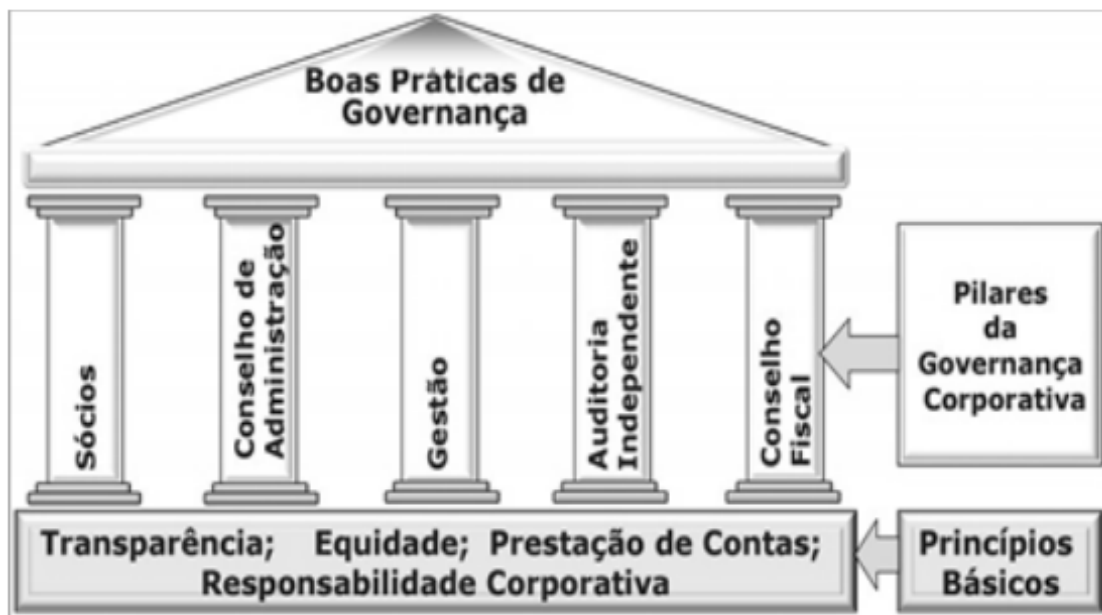 Boas Práticas de
Governança
Sócios
Conselho de
Administração
Gestão
Auditoria
Independente
Conselho
Fiscal
Pilares
da
Governança
Corporativa
Transparência; Equidade; Prestação de Contas;
Responsabilidade Corporativa
Princípios
Básicos